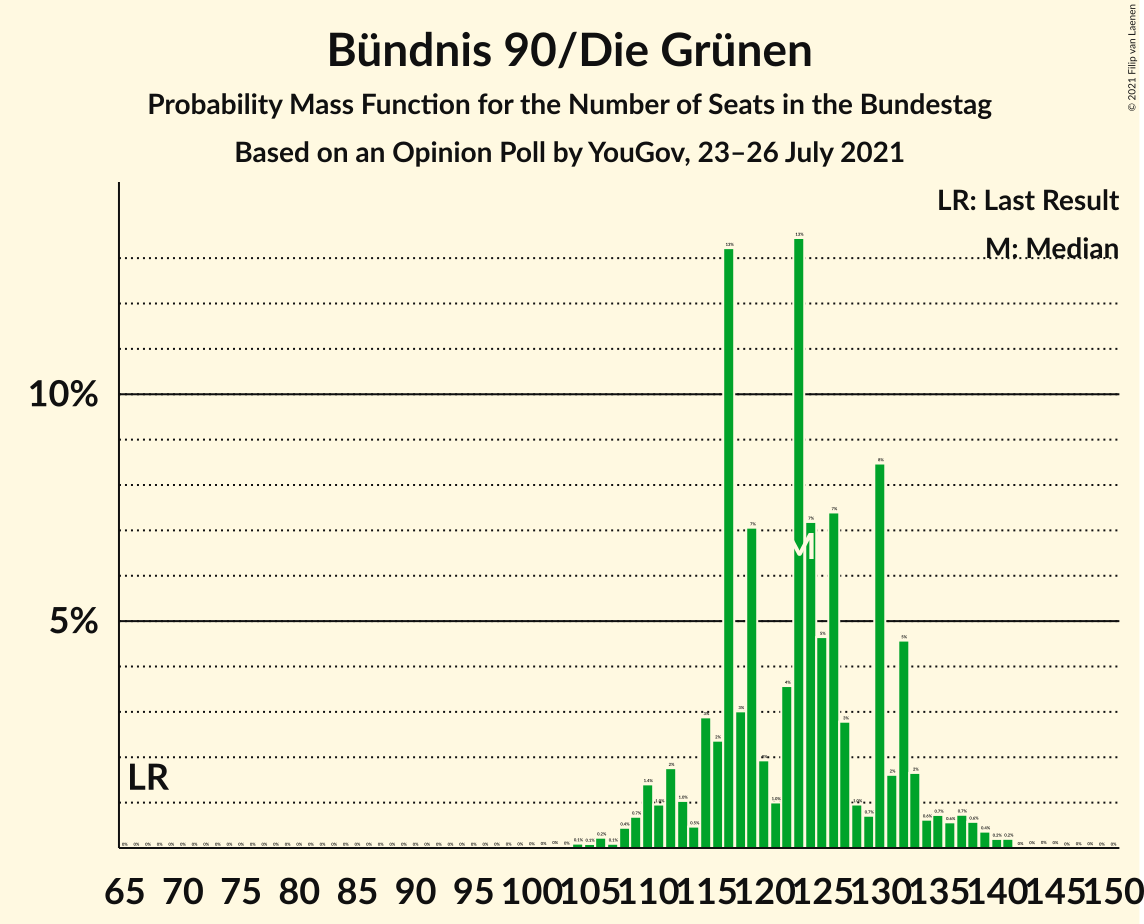 Bündnis 90/Die Grünen
Probability Mass Function for the Number of Seats in the Bundestag
Based on an Opinion Poll by YouGov, 23–26 July 2021
© 2021 Filip van Laenen
LR: Last Result
M: Median
10%
5%
LR
M
65 70 75 80 85 90 95 100 105 110 115 120 125 130 135 140 145 150